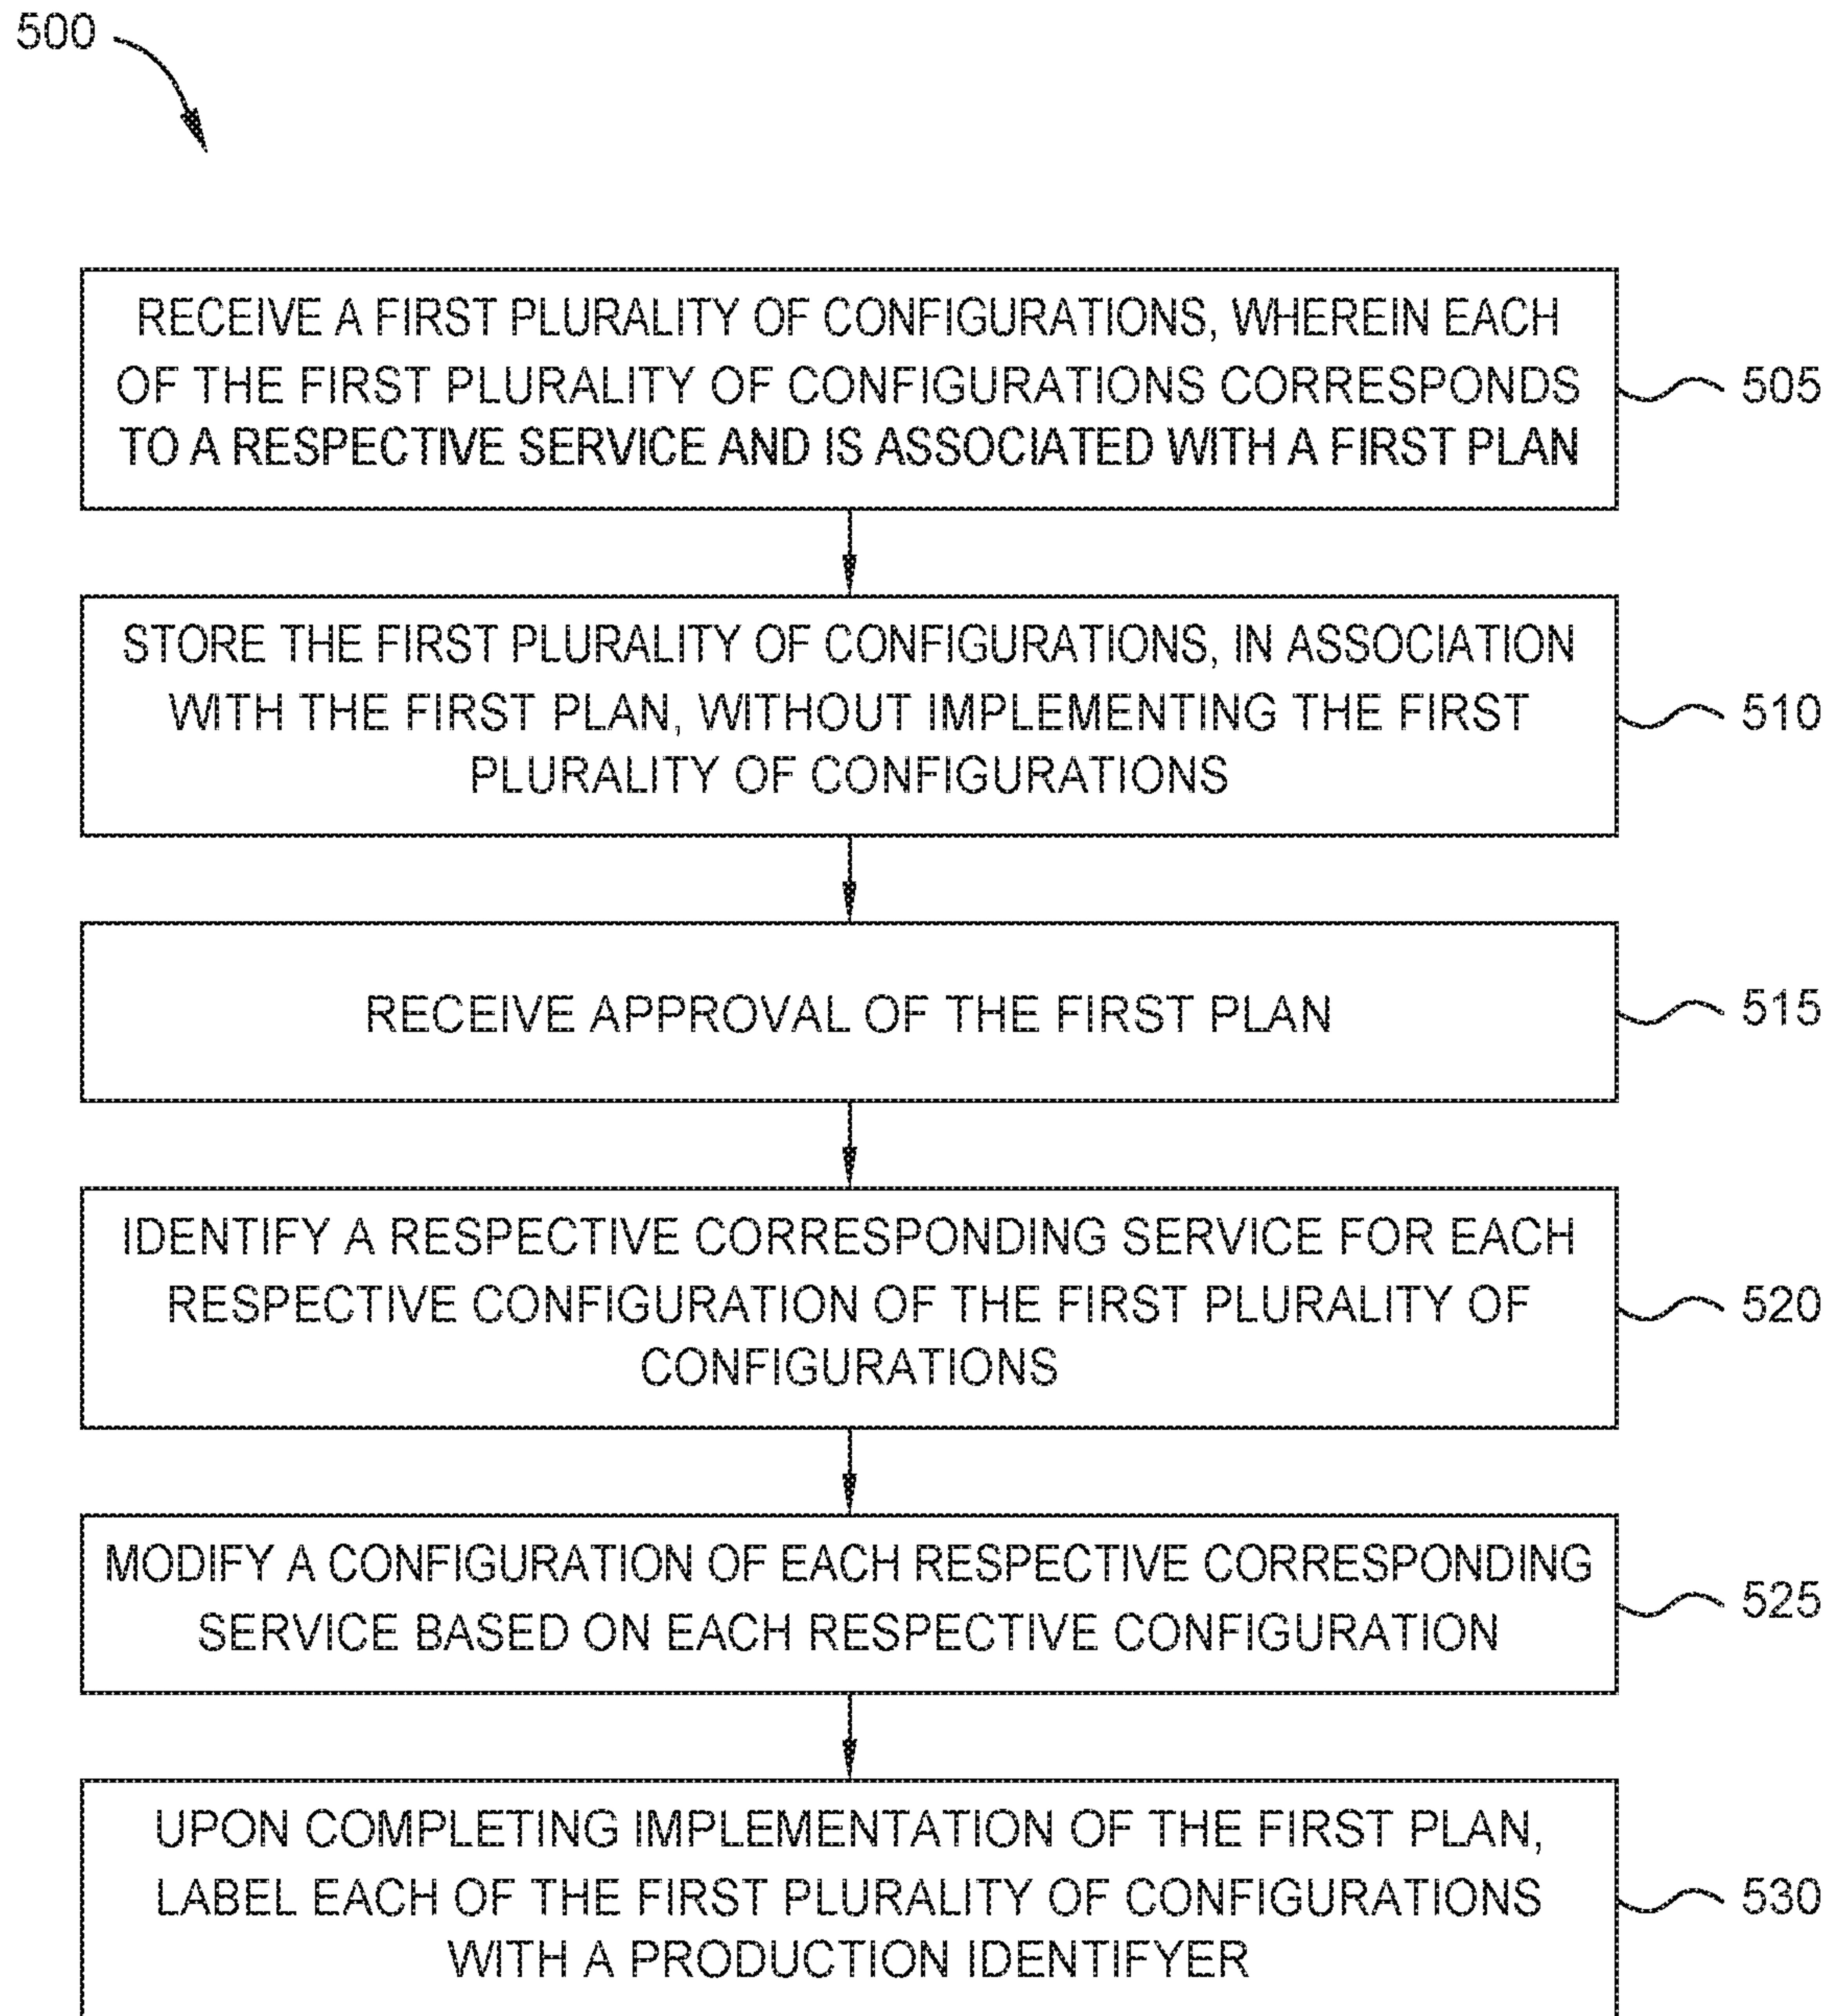 500
RECEIVE A FIRST PLURALITY OF CONFIGURATIONS, WHEREIN EACH
OF THE FIRST PLURALITY OF CONFIGURATIONS CORRESPONDS
TO A RESPECTIVE SERVICE AND IS ASSOCIATED WITH A FIRST PLAN
505
STORE THE FIRST PLURALITY OF CONFIGURATIONS, IN ASSOCIATION
WITH THE FIRST PLAN, WITHOUT IMPLEMENTING THE FIRST
PLURALITY OF CONFIGURATIONS
510
RECEIVE APPROVAL OF THE FIRST PLAN
515
IDENTIFY A RESPECTIVE CORRESPONDING SERVICE FOR EACH
RESPECTIVE CONFIGURATION OF THE FIRST PLURALITY OF
CONFIGURATIONS
520
MODIFY A CONFIGURATION OF EACH RESPECTIVE CORRESPONDING
SERVICE BASED ON EACH RESPECTIVE CONFIGURATION
525
UPON COMPLETING IMPLEMENTATION OF THE FIRST PLAN,
LABEL EACH OF THE FIRST PLURALITY OF CONFIGURATIONS
WITH A PRODUCTION IDENTIFYER
530